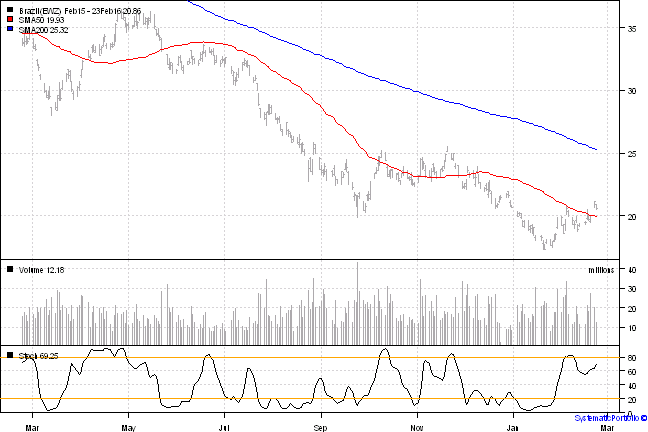 Brazil(EWZ) Feb15 - 23Feb16 20.86
SMA50 19.93
SMA200 25.32
35
30
25
20
Volume 12.18
millions
40
30
20
10
Stoch 69.25
80
60
40
20
0
Mar May Jul Sep Nov Jan Mar
SystematicPortfolio ©